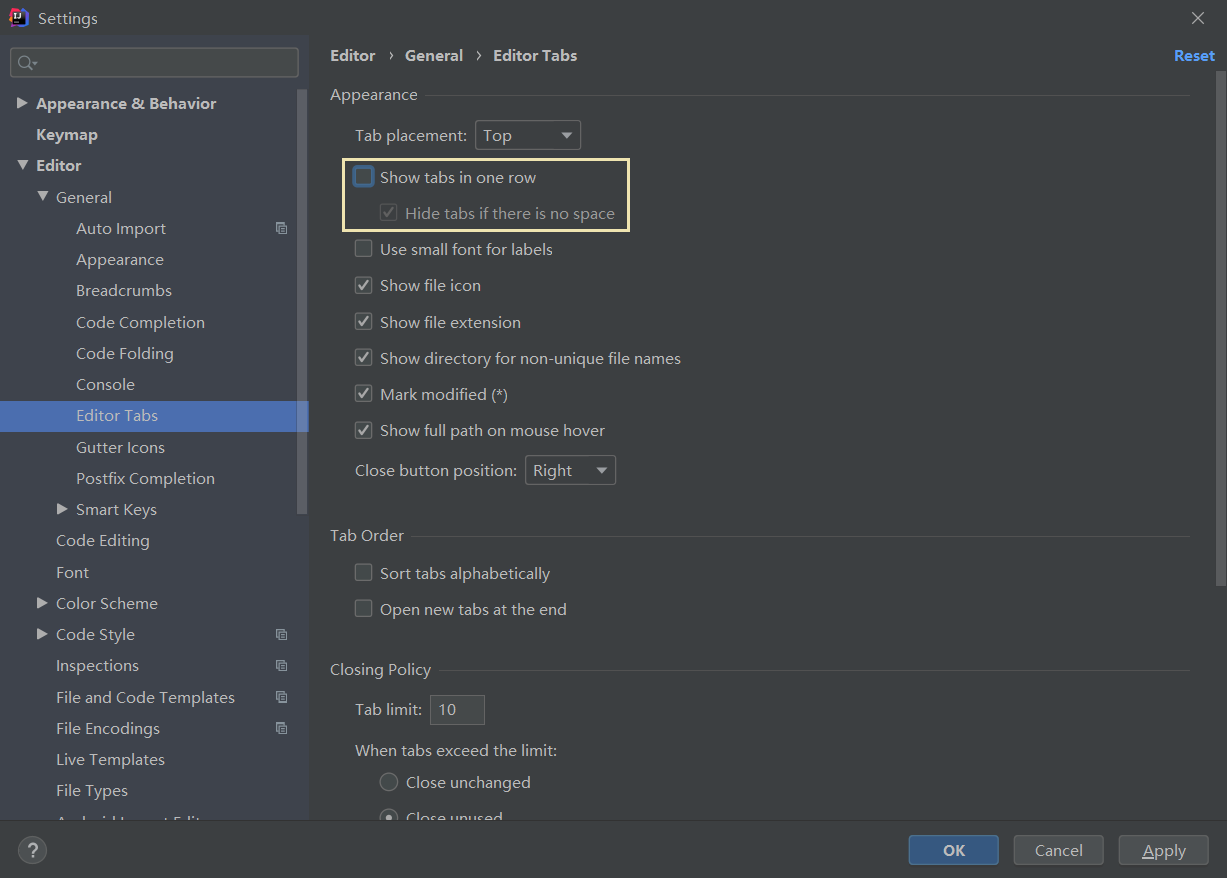 Settings
Editor › General › Editor Tabs
Reset
Appearance & Behavior
Keymap
Editor
General
Auto Import
Appearance
Breadcrumbs
Code Completion
Code Folding
Console
Editor Tabs
Gutter Icons
Postfix Completion
Smart Keys
Code Editing
Font
Color Scheme
Code Style
Inspections
File and Code Templates
File Encodings
Live Templates
File Types
Appearance
Tab placement: Top
Show tabs in one row
Hide tabs if there is no space
Use small font for labels
Show file icon
Show file extension
Show directory for non-unique file names
Mark modified (*)
Show full path on mouse hover
Close button position: Right
Tab Order
Sort tabs alphabetically
Open new tabs at the end
Closing Policy
Tab limit: 10
When tabs exceed the limit:
Close unchanged
Close unused
?
OK
Cancel
Apply